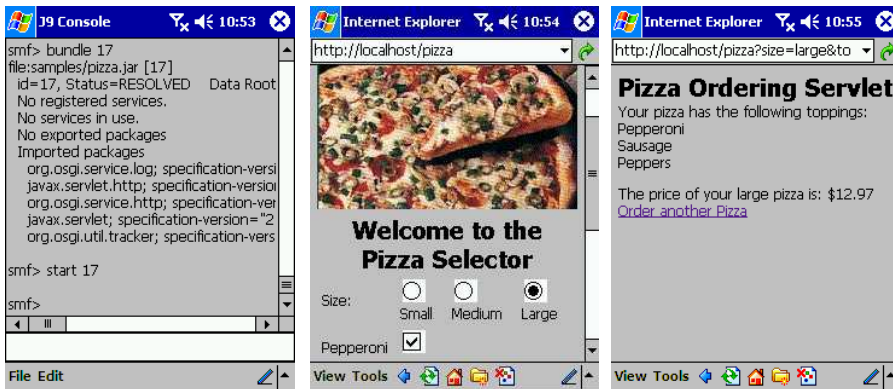 J9 Console 10:53
smf> bundle 17
file:samples/pizza.jar [17]
id=17, Status=RESOLVED Data Root
No registered services.
No services in use.
No exported packages
Imported packages
org.osgi.service.log; specification-versi
javax.servlet.http; specification-version
org.osgi.service.http; specification-ver
javax.servlet; specification-version="2
org.osgi.util.tracker; specification-vers
smf> start 17
smf>
File Edit
Internet Explorer 10:54
http://localhost/pizza
Welcome to the
Pizza Selector
Size:
Small Medium Large
Pepperoni
View Tools
Internet Explorer 10:55
http://localhost/pizza?size=large&to
Pizza Ordering Servlet
Your pizza has the following toppings:
Pepperoni
Sausage
Peppers
The price of your large pizza is: $12.97
Order another Pizza
View Tools